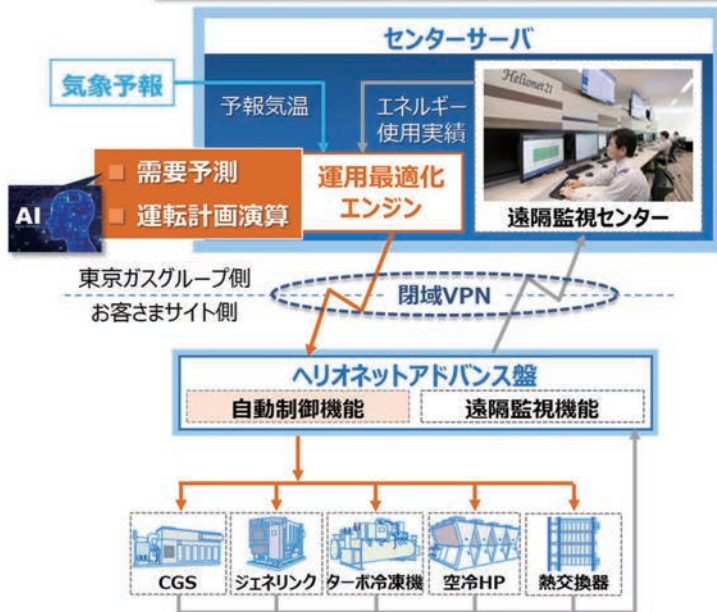 センターサーバ
気象予報
予報気温
エネルギー
使用実績
Helionet21
AI
■ 需要予測
■ 運転計画演算
運用最適化
エンジン
遠隔監視センター
東京ガスグループ側
閉域VPN
お客さまサイト側
ヘリオネットアドバンス盤
自動制御機能
遠隔監視機能
CGS
ジェネリンク
ターボ冷凍機
空冷HP
熱交換器